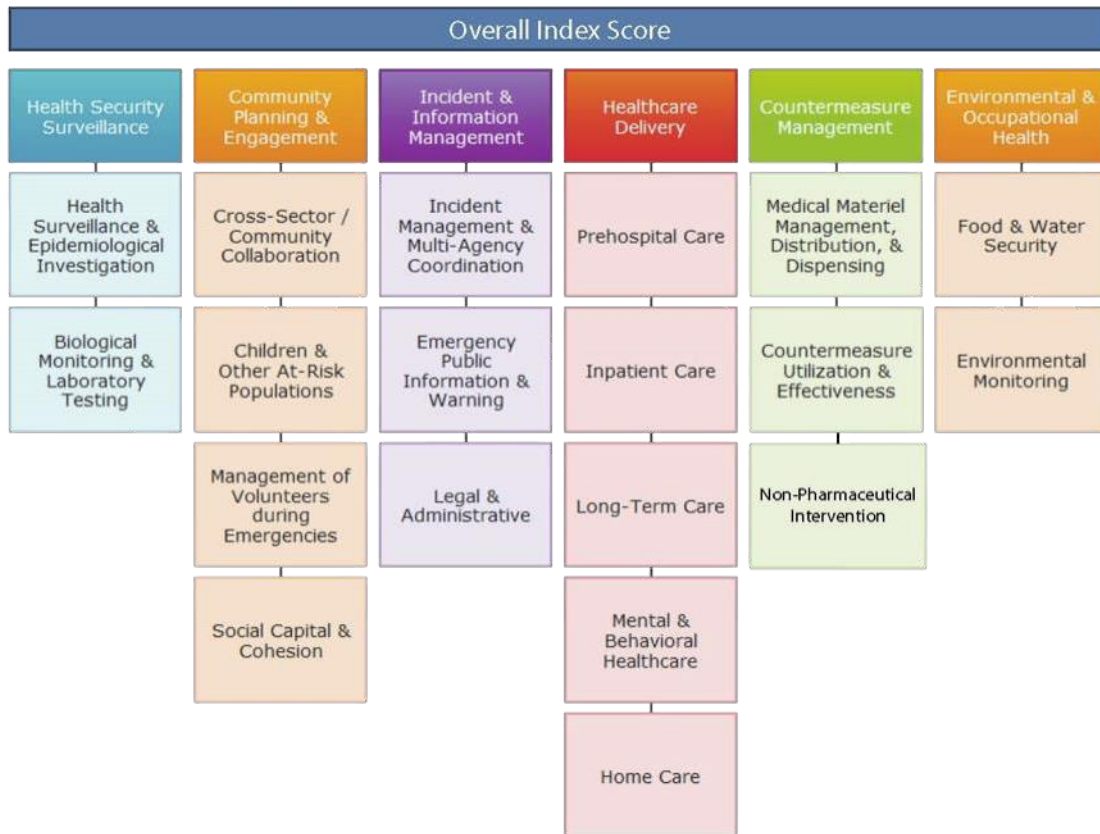 Overall Index Score
Health Security
Surveillance
Health
Surveillance &
Epidemiological
Investigation
Biological
Monitoring &
Laboratory
Testing
Community
Planning &
Engagement
Cross-Sector /
Community
Collaboration
Children &
Other At-Risk
Populations
Management of
Volunteers
during
Emergencies
Social Capital &
Cohesion
Incident &
Information
Management
Incident
Management &
Multi-Agency
Coordination
Emergency
Public
Information &
Warning
Legal &
Administrative
Healthcare
Delivery
Prehospital Care
Inpatient Care
Long-Term Care
Mental &
Behavioral
Healthcare
Home Care
Countermeasure
Management
Medical Materiel
Management,
Distribution, &
Dispensing
Countermeasure
Utilization &
Effectiveness
Non-Pharmaceutical
Intervention
Environmental &
Occupational
Health
Food & Water
Security
Environmental
Monitoring